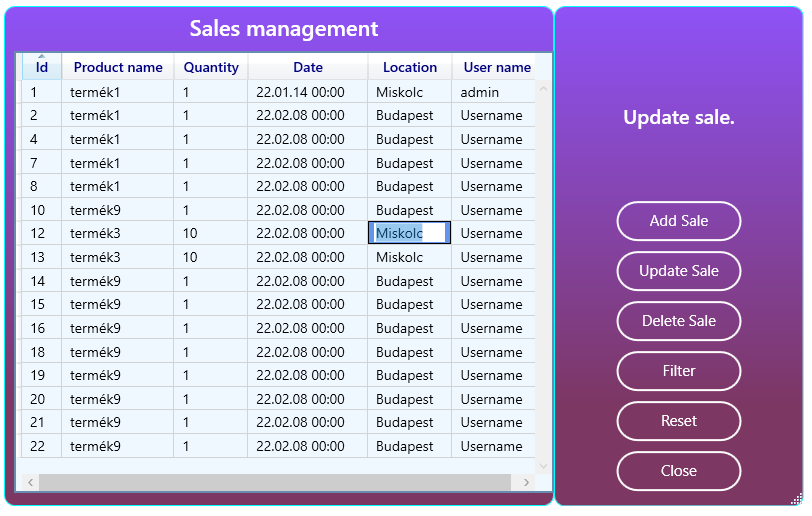 Sales management
Id Product name Quantity Date Location User name
1 termék1 1 22.01.14 00:00 Miskolc admin
2 termék1 1 22.02.08 00:00 Budapest Username
4 termék1 1 22.02.08 00:00 Budapest Username
7 termék1 1 22.02.08 00:00 Budapest Username
8 termék1 1 22.02.08 00:00 Budapest Username
10 termék9 1 22.02.08 00:00 Budapest Username
12 termék3 10 22.02.08 00:00 Miskolc Username
13 termék3 10 22.02.08 00:00 Miskolc Username
14 termék9 1 22.02.08 00:00 Budapest Username
15 termék9 1 22.02.08 00:00 Budapest Username
16 termék9 1 22.02.08 00:00 Budapest Username
18 termék9 1 22.02.08 00:00 Budapest Username
19 termék9 1 22.02.08 00:00 Budapest Username
20 termék9 1 22.02.08 00:00 Budapest Username
21 termék9 1 22.02.08 00:00 Budapest Username
22 termék9 1 22.02.08 00:00 Budapest Username
Update sale.
Add Sale
Update Sale
Delete Sale
Filter
Reset
Close